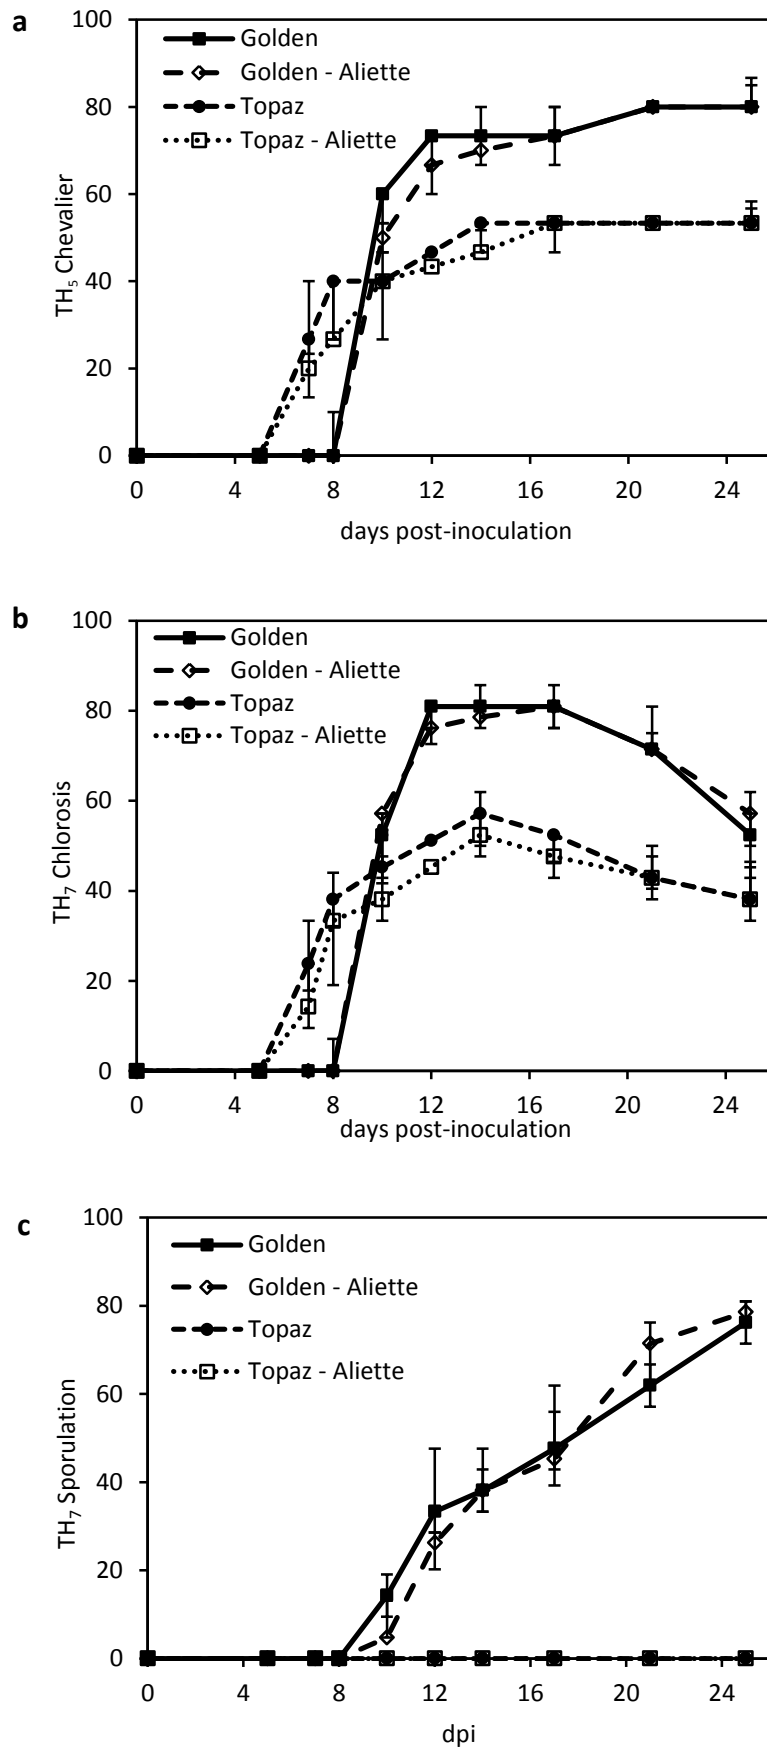 a
100
80
60
40
20
0
TH₅ Chevalier
Golden
Golden - Aliette
Topaz
Topaz - Aliette
0 4 8 12 16 20 24
days post-inoculation
b
100
80
60
40
20
0
TH₇ Chlorosis
Golden
Golden - Aliette
Topaz
Topaz - Aliette
0 4 8 12 16 20 24
days post-inoculation
c
100
80
60
40
20
0
TH₇ Sporulation
Golden
Golden - Aliette
Topaz
Topaz - Aliette
0 4 8 12 16 20 24
dpi